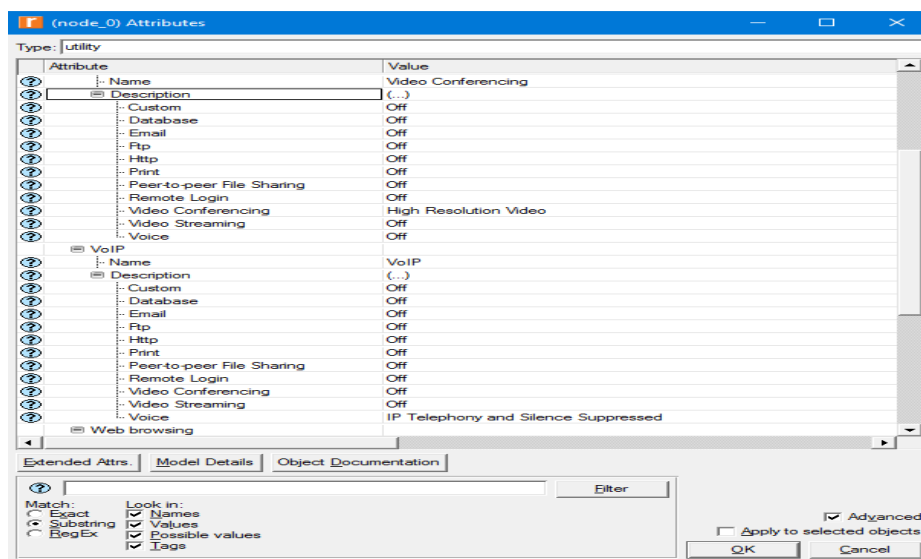 (node_0) Attributes
Type: utility
Attribute Value
Name Video Conferencing
Description (...)
Custom Off
Database Off
Email Off
Ftp Off
Http Off
Print Off
Peer-to-peer File Sharing Off
Remote Login Off
Video Conferencing High Resolution Video
Video Streaming Off
Voice Off
VoIP
Name VoIP
Description (...)
Custom Off
Database Off
Email Off
Ftp Off
Http Off
Print Off
Peer-to-peer File Sharing Off
Remote Login Off
Video Conferencing Off
Video Streaming Off
Voice IP Telephony and Silence Suppressed
Web browsing
Extended Attrs. Model Details Object Documentation
Filter
Match: Look in:
Exact Names
Substring Values
RegEx Possible values
Tags
Advanced
Apply to selected objects
OK Cancel